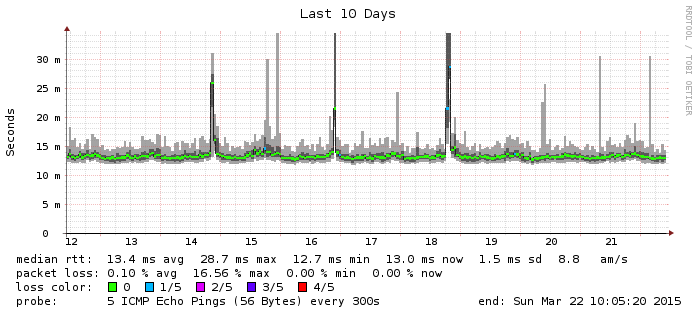 Last 10 Days
RRDTOOL / TOBI OETIKER
Seconds
30 m
25 m
20 m
15 m
10 m
5 m
0
12 13 14 15 16 17 18 19 20 21
median rtt: 13.4 ms avg 28.7 ms max 12.7 ms min 13.0 ms now 1.5 ms sd 8.8 am/s
packet loss: 0.10 % avg 16.56 % max 0.00 % min 0.00 % now
loss color: 0 1/5 2/5 3/5 4/5
probe: 5 ICMP Echo Pings (56 Bytes) every 300s end: Sun Mar 22 10:05:20 2015